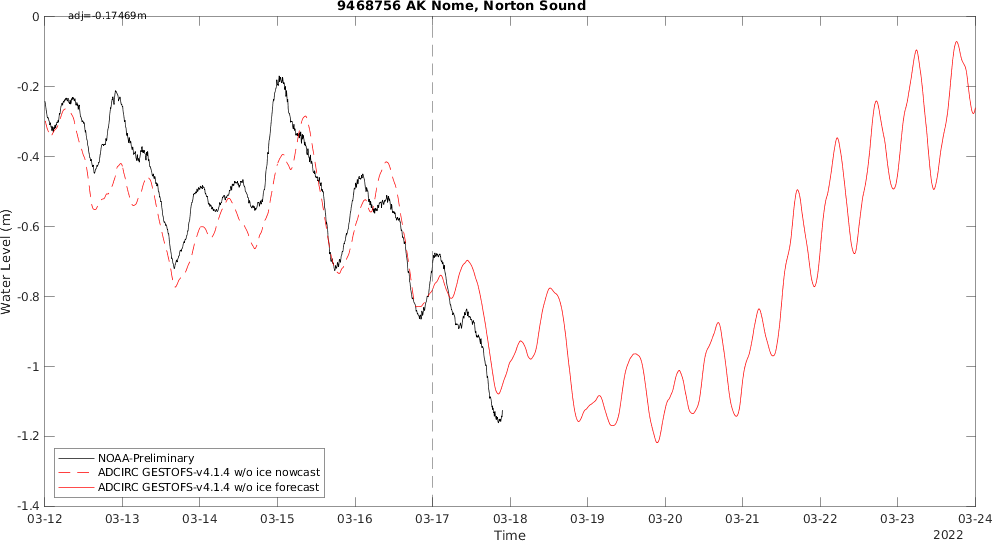 9468756 AK Nome, Norton Sound
adj=-0.17469m
0
-0.2
-0.4
-0.6
-0.8
-1
-1.2
-1.4
Water Level (m)
NOAA-Preliminary
ADCIRC GESTOFS-v4.1.4 w/o ice nowcast
ADCIRC GESTOFS-v4.1.4 w/o ice forecast
03-12 03-13 03-14 03-15 03-16 03-17 03-18 03-19 03-20 03-21 03-22 03-23 03-24
Time
2022